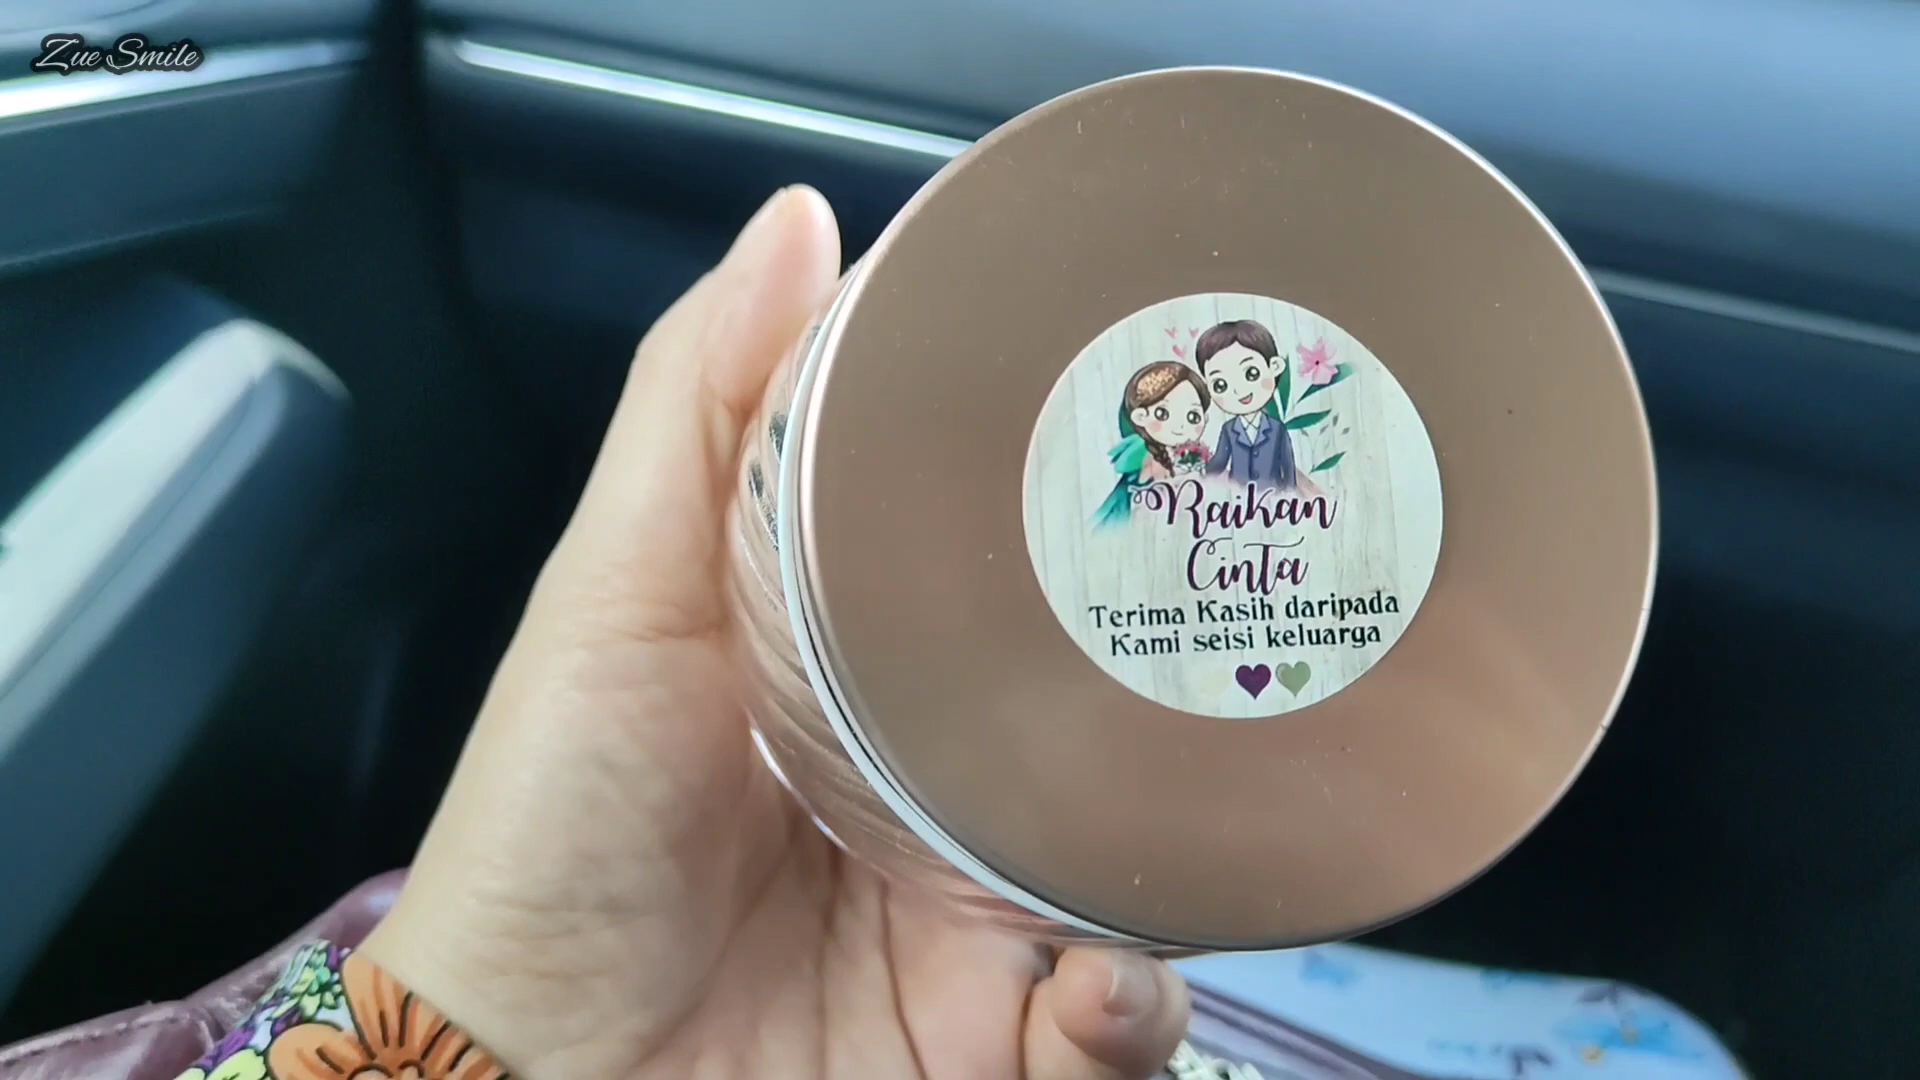 Zue Smile
Raikan
Cinta
Terima Kasih daripada
Kami seisi keluarga